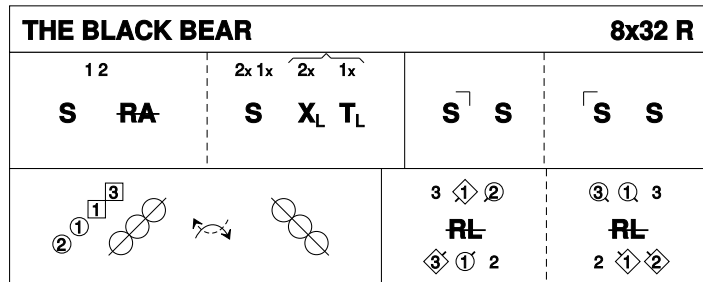 THE BLACK BEAR 8x32 R
1 2 2x 1x 2x 1x
S RA S XL TL S S S S
3
1
1
2
3 1 2 3 1 3
RL RL
3 1 2 2 1 2